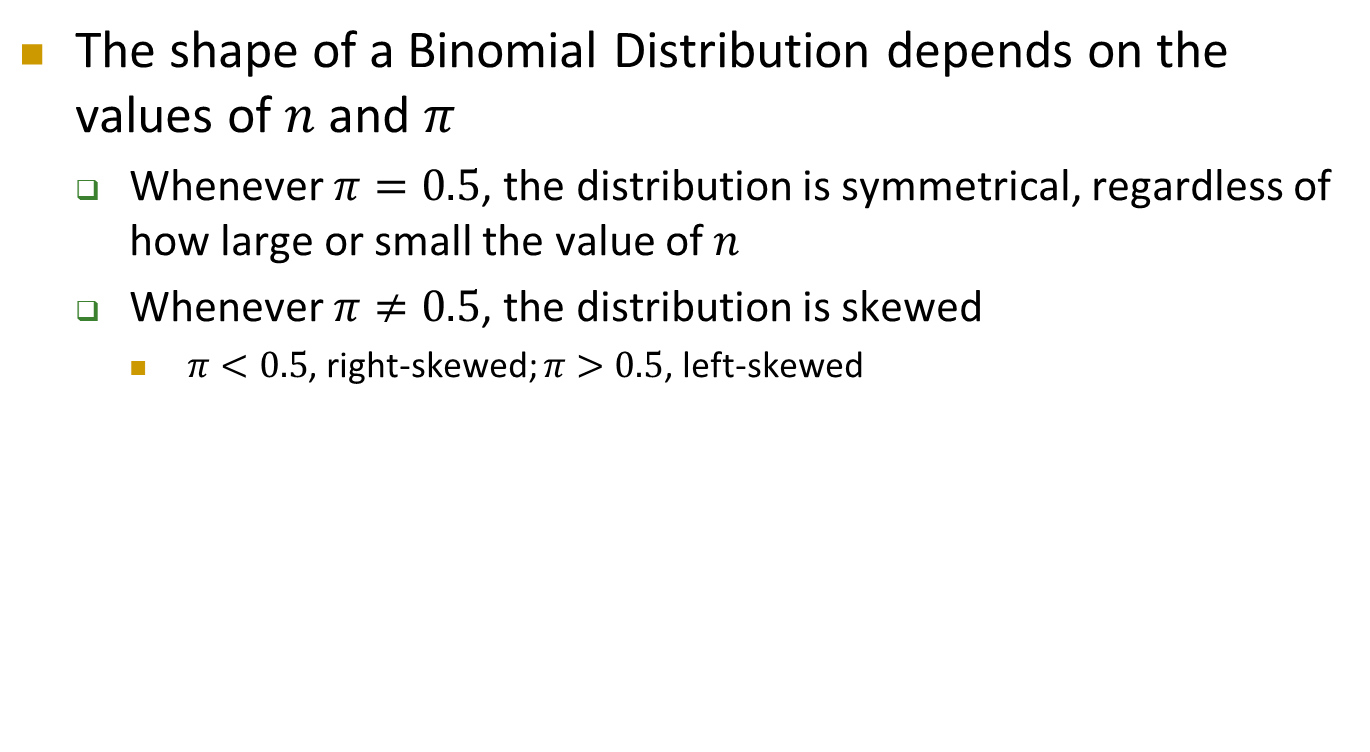 The shape of a Binomial Distribution depends on the
values of 𝑛 and 𝜋
Whenever 𝜋 = 0.5, the distribution is symmetrical, regardless of
how large or small the value of 𝑛
Whenever 𝜋 ≠ 0.5, the distribution is skewed
𝜋 < 0.5, right-skewed; 𝜋 > 0.5, left-skewed